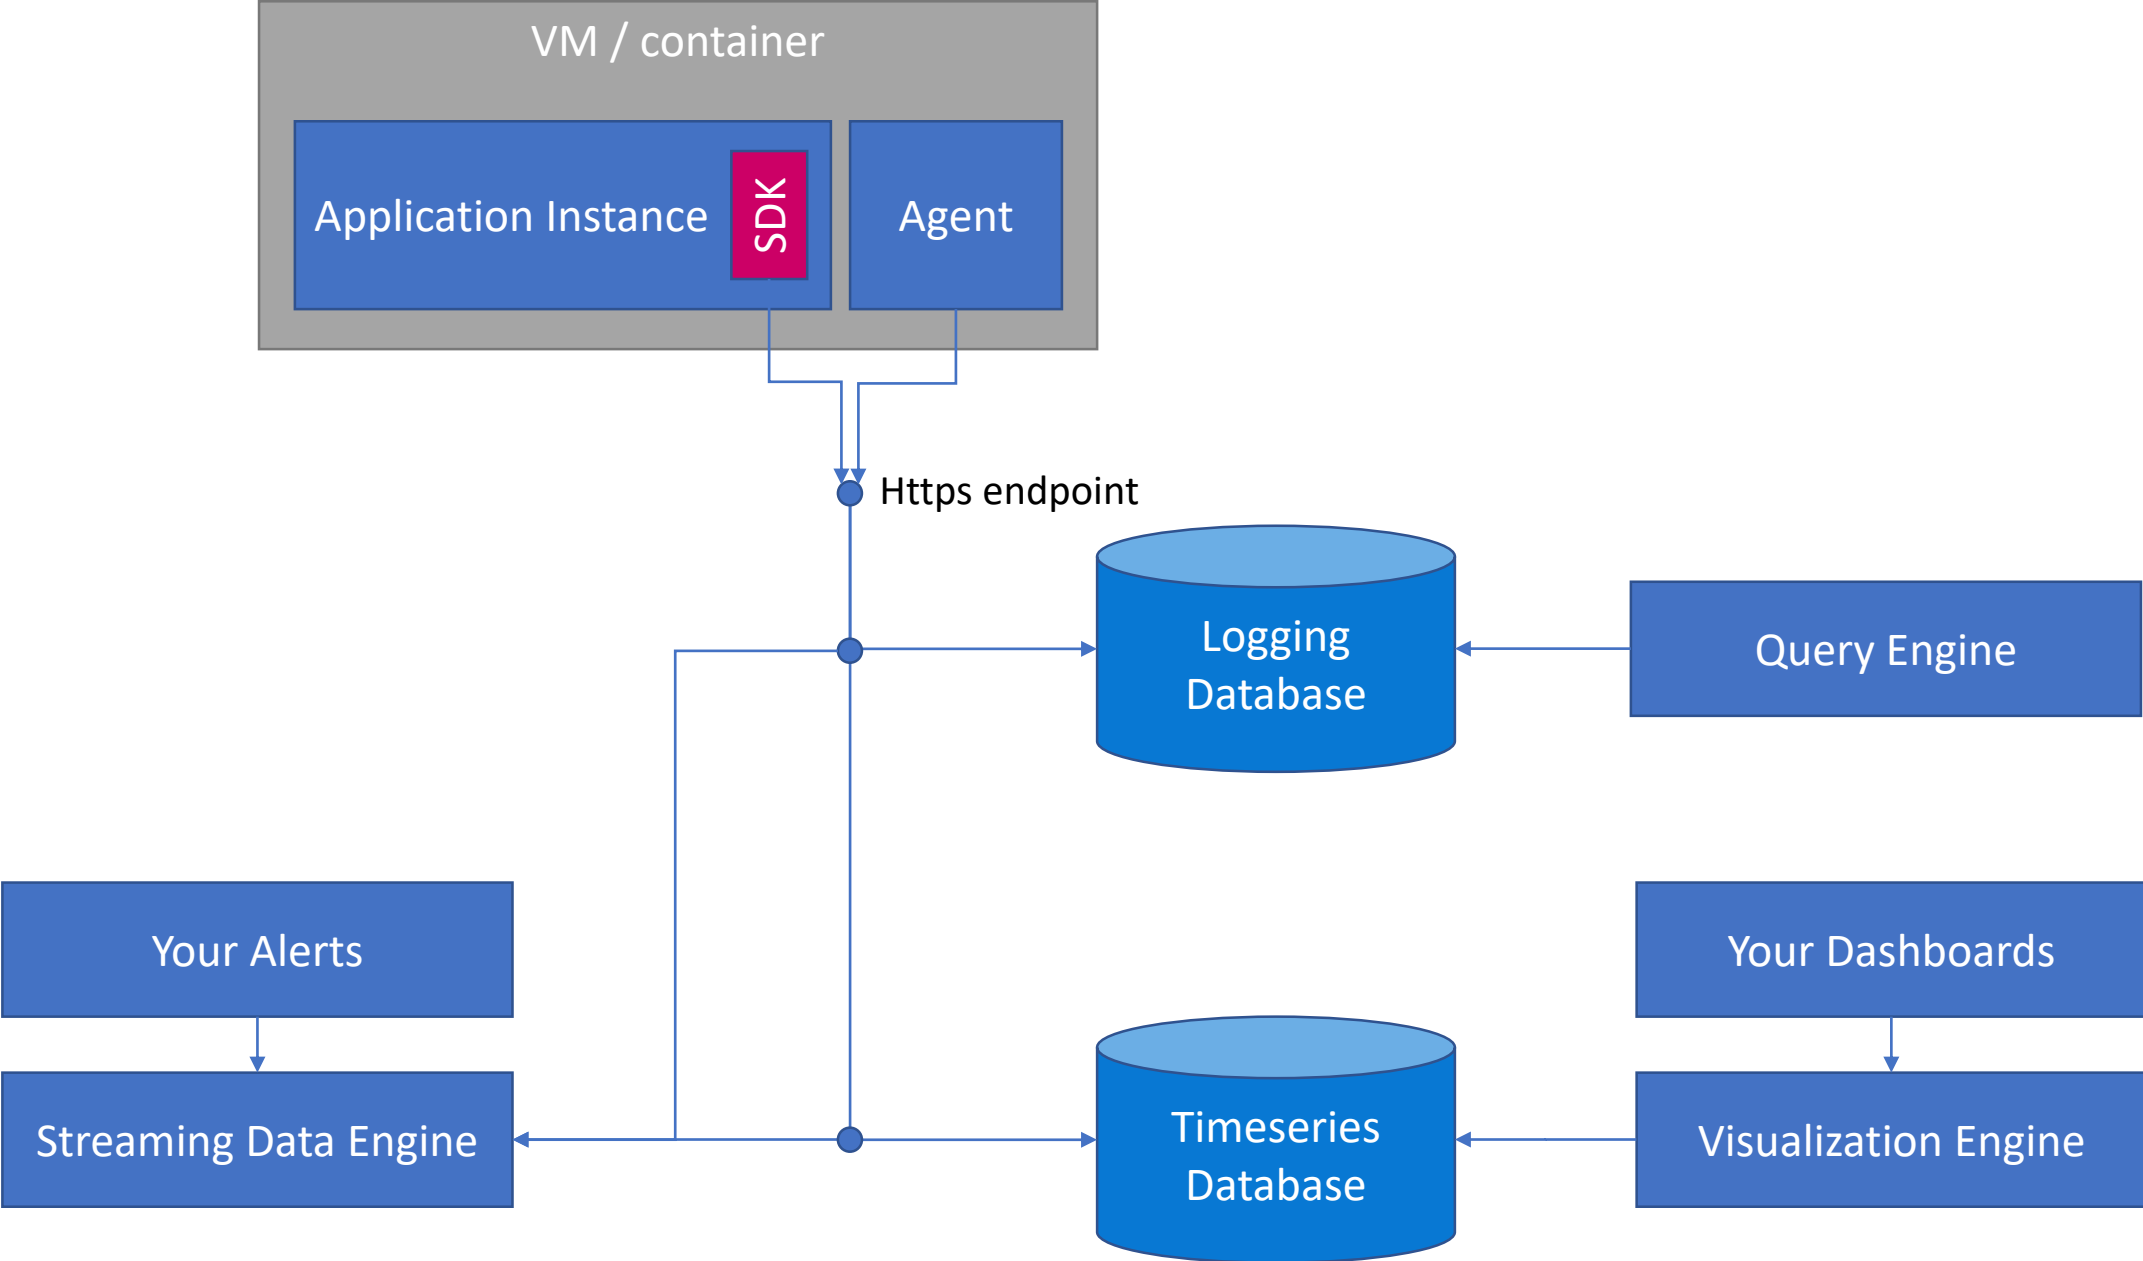 VM / container
Application Instance
SDK
Agent
Https endpoint
Logging
Database
Query Engine
Your Alerts
Your Dashboards
Streaming Data Engine
Timeseries
Database
Visualization Engine